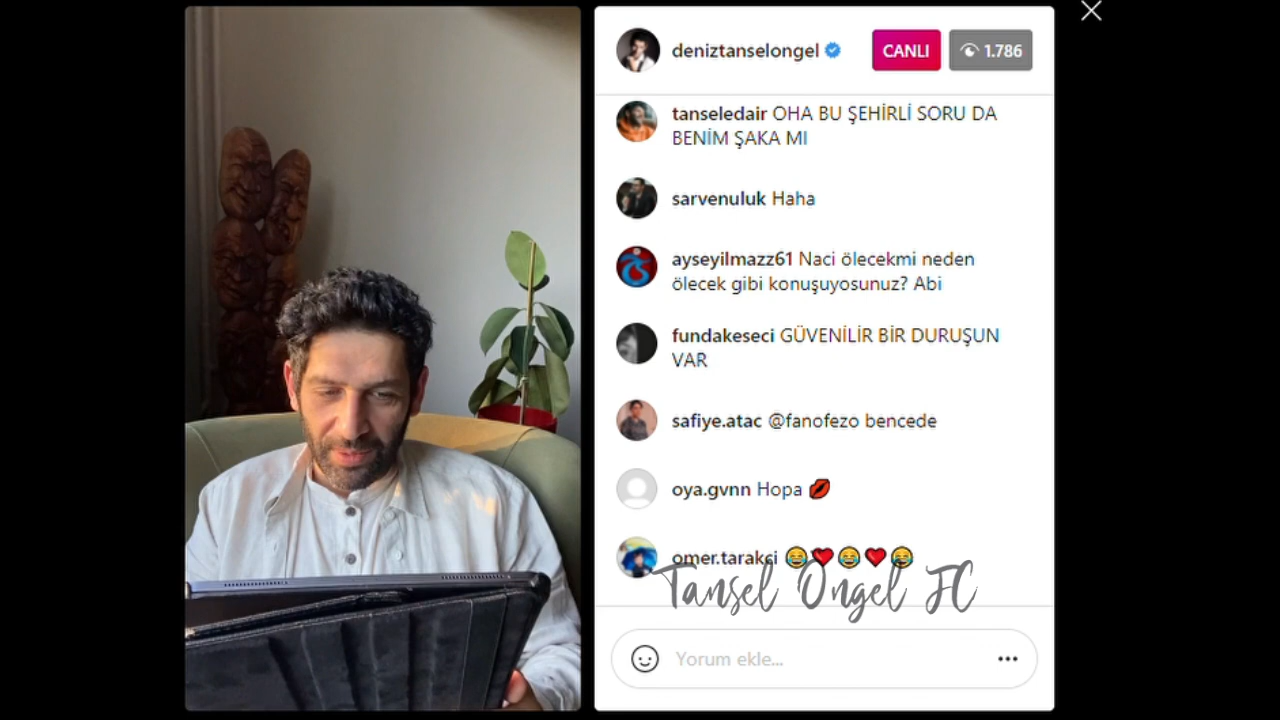 deniztanselongel
CANLI
1.786
tanseledair OHA BU ŞEHİRLİ SORU DA
BENİM ŞAKA MI
sarvenuluk Haha
ayseyilmazz61 Naci ölecekmi neden
ölecek gibi konuşuyosunuz? Abi
fundakeseci GÜVENİLİR BİR DURUŞUN
VAR
safiye.atac @fanofezo bencede
oya.gvnn Hopa 💋
omer.tarakci 😂❤️😂❤️😂
Tansel Öngel FC
Yorum ekle...